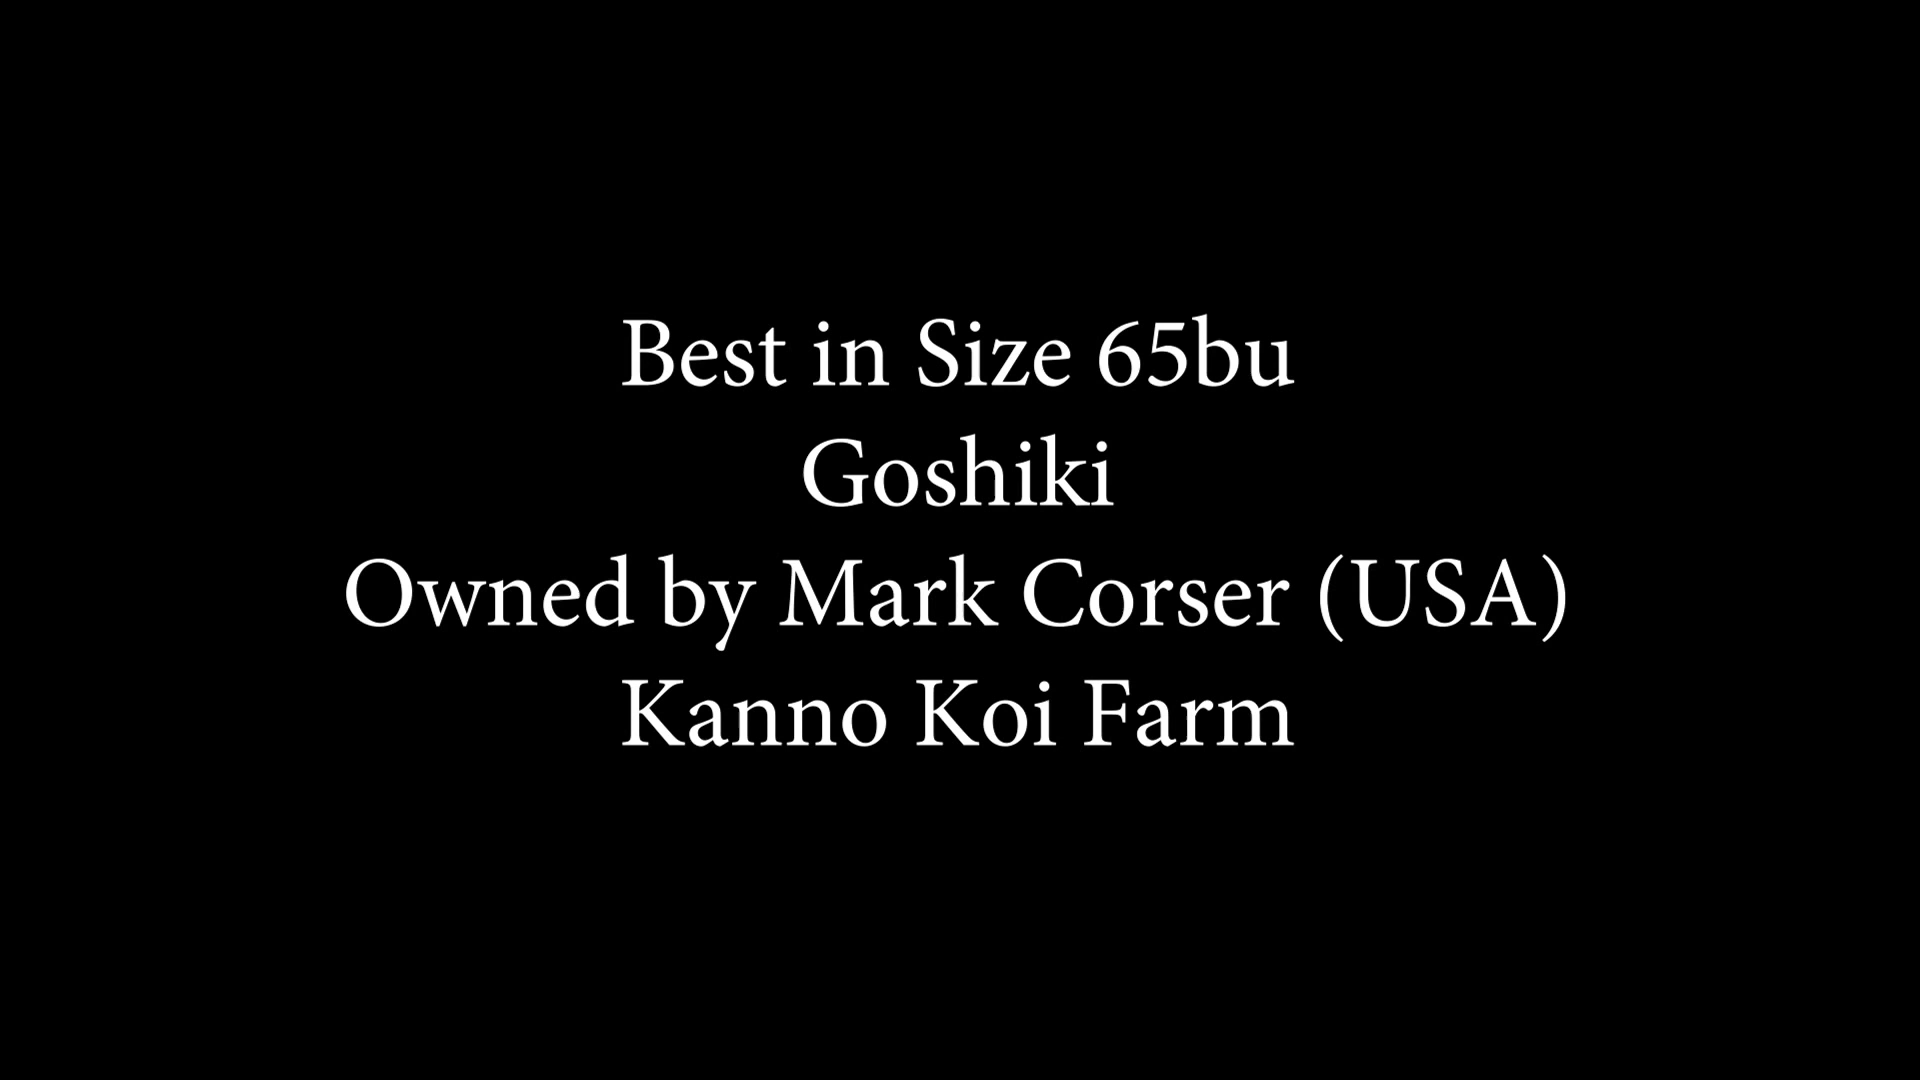 Best in Size 65bu
Goshiki
Owned by Mark Corser (USA)
Kanno Koi Farm